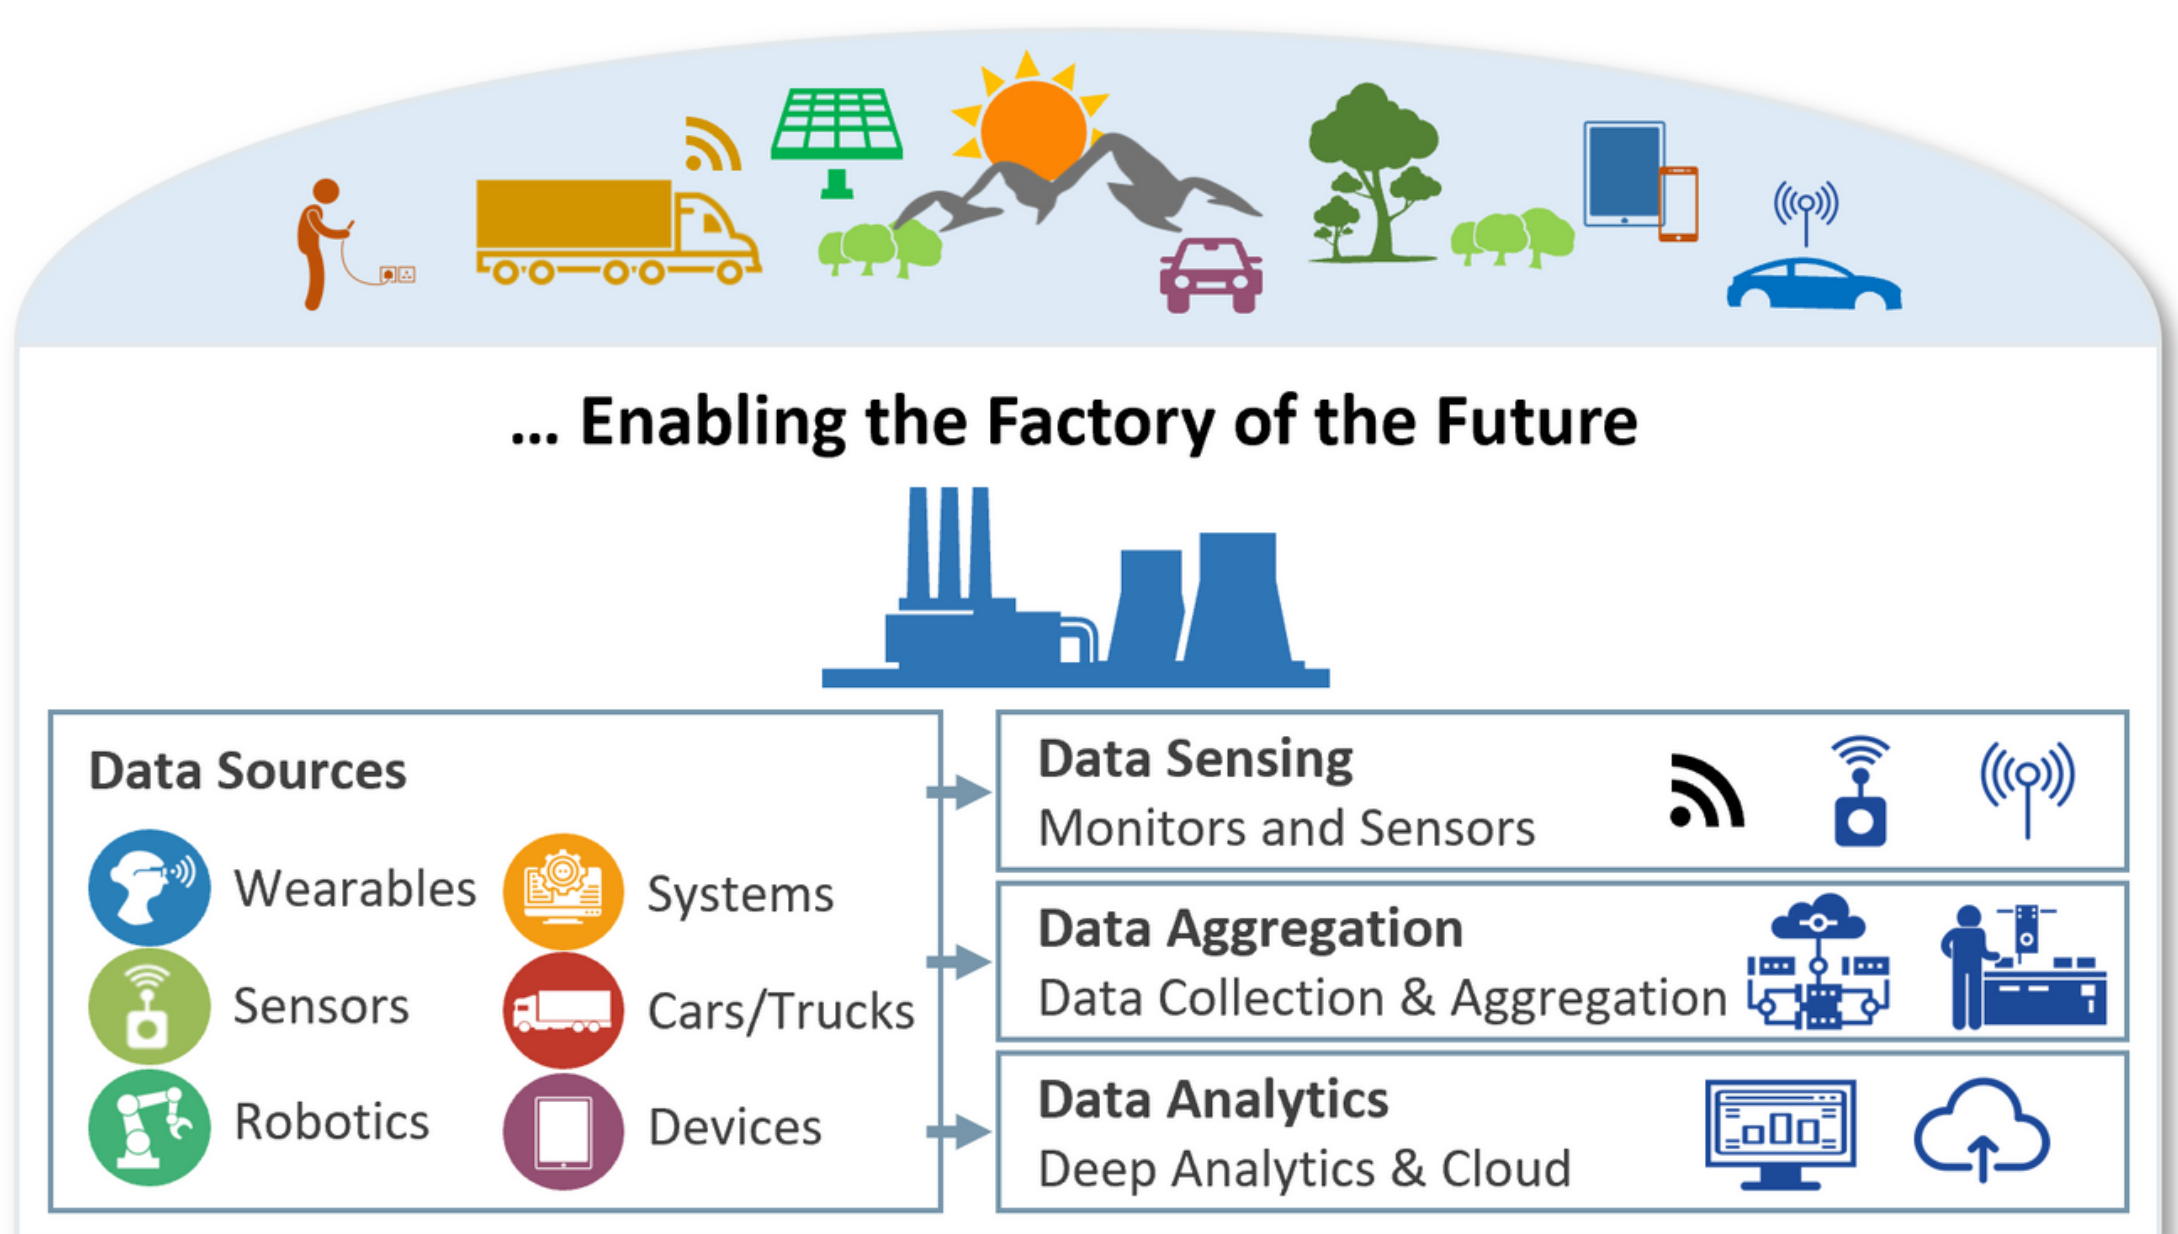 ... Enabling the Factory of the Future
Data Sources
Wearables
Systems
Sensors
Cars/Trucks
Robotics
Devices
Data Sensing
Monitors and Sensors
Data Aggregation
Data Collection & Aggregation
Data Analytics
Deep Analytics & Cloud